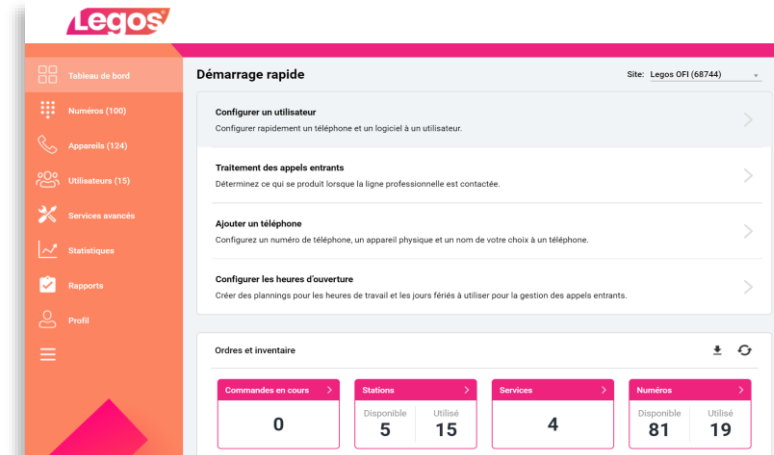 Legos
Tableau de bord
Numéros (100)
Appareils (124)
Utilisateurs (15)
Services avancés
Statistiques
Rapports
Profil
Démarrage rapide
Site: Legos OFI (68744)
Configurer un utilisateur
Configurer rapidement un téléphone et un logiciel à un utilisateur.
Traitement des appels entrants
Déterminez ce qui se produit lorsque la ligne professionnelle est contactée.
Ajouter un téléphone
Configurez un numéro de téléphone, un appareil physique et un nom de votre choix à un téléphone.
Configurer les heures d'ouverture
Créer des plannings pour les heures de travail et les jours fériés à utiliser pour la gestion des appels entrants.
Ordres et inventaire
Commandes en cours
0
Stations
Disponible Utilisé
5 15
Services
4
Numéros
Disponible Utilisé
81 19